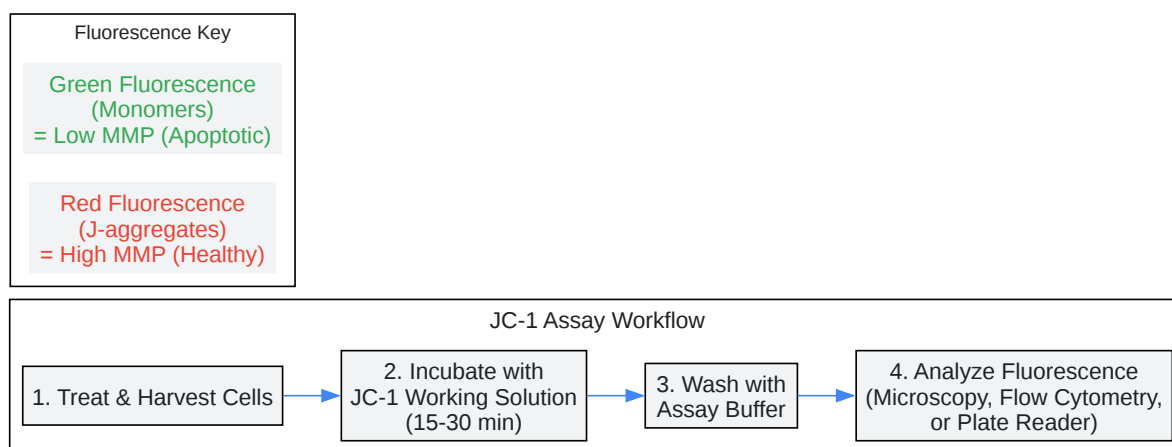 Fluorescence Key
Green Fluorescence
(Monomers)
= Low MMP (Apoptotic)
Red Fluorescence
(J-aggregates)
= High MMP (Healthy)
JC-1 Assay Workflow
1. Treat & Harvest Cells
2. Incubate with
JC-1 Working Solution
(15-30 min)
3. Wash with
Assay Buffer
4. Analyze Fluorescence
(Microscopy, Flow Cytometry,
or Plate Reader)